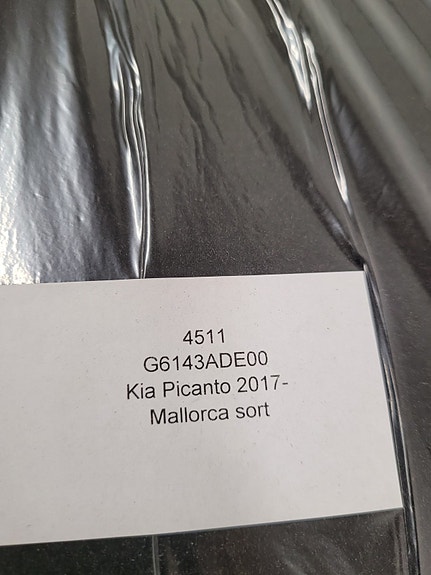 4511
G6143ADE00
Kia Picanto 2017-
Mallorca sort